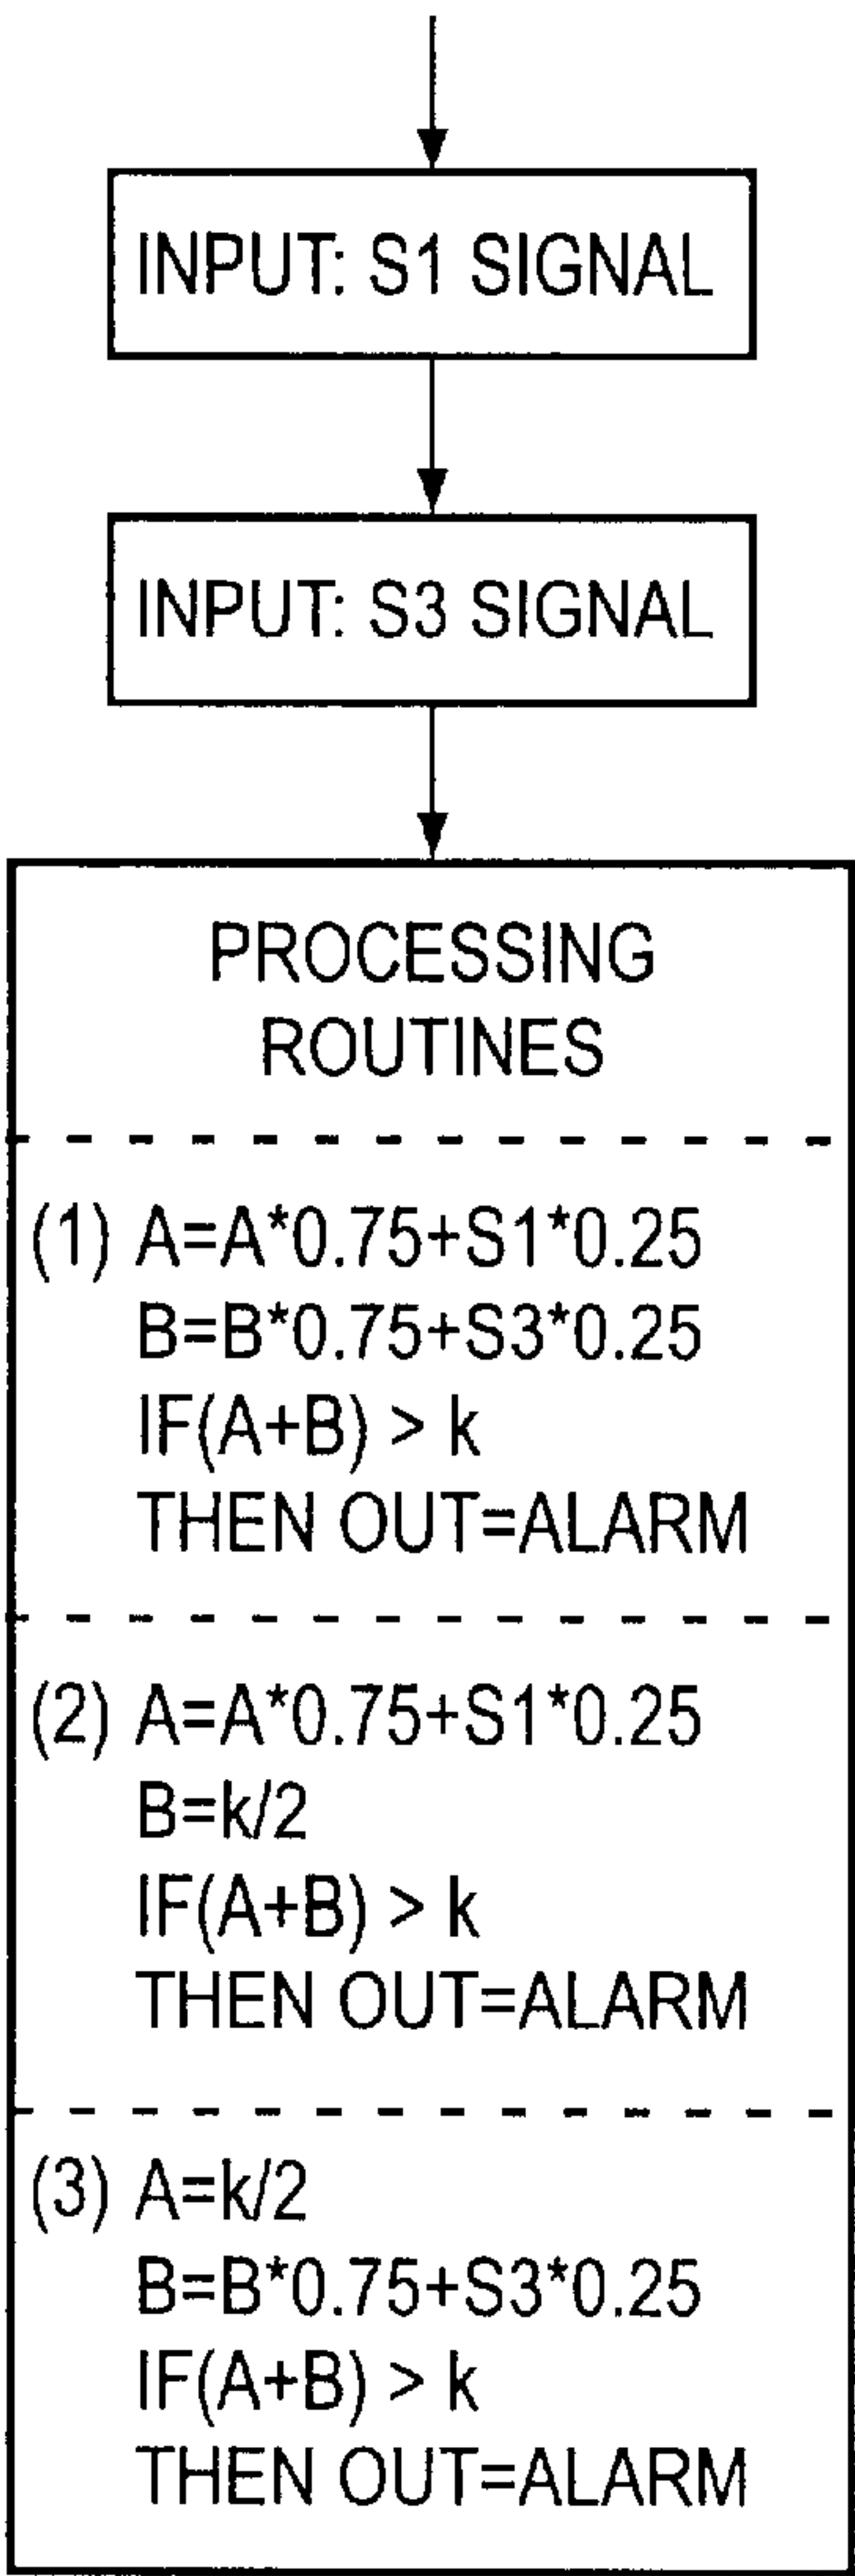 INPUT: S1 SIGNAL
INPUT: S3 SIGNAL
PROCESSING
ROUTINES
(1) A=A*0.75+S1*0.25
B=B*0.75+S3*0.25
IF(A+B) > k
THEN OUT=ALARM
(2) A=A*0.75+S1*0.25
B=k/2
IF(A+B) > k
THEN OUT=ALARM
(3) A=k/2
B=B*0.75+S3*0.25
IF(A+B) > k
THEN OUT=ALARM